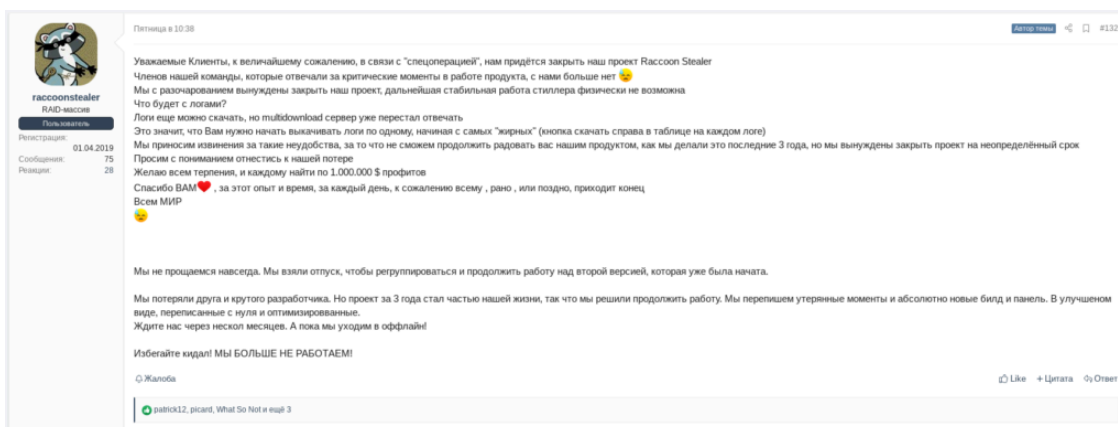 Пятница в 10:38
Автор темы
#132
raccoonstealer
RAID-массив
Пользователь
Регистрация:
01.04.2019
Сообщения:
75
Реакции:
28
Уважаемые Клиенты, к величайшему сожалению, в связи с "спецоперацией", нам придётся закрыть наш проект Raccoon Stealer
Членов нашей команды, которые отвечали за критические моменты в работе продукта, с нами больше нет 😓
Мы с разочарованием вынуждены закрыть наш проект, дальнейшая стабильная работа стиллера физически не возможна
Что будет с логами?
Логи еще можно скачать, но multidownload сервер уже перестал отвечать
Это значит, что Вам нужно начать выкачивать логи по одному, начиная с самых "жирных" (кнопка скачать справа в таблице на каждом логе)
Мы приносим извинения за такие неудобства, за то что не сможем продолжить радовать вас нашим продуктом, как мы делали это последние 3 года, но мы вынуждены закрыть проект на неопределённый срок
Просим с пониманием отнестись к нашей потере
Желаю всем терпения, и каждому найти по 1.000.000 $ профитов
Спасибо ВАМ❤️ , за этот опыт и время, за каждый день, к сожалению всему , рано , или поздно, приходит конец
Всем МИР
😓
Мы не прощаемся навсегда. Мы взяли отпуск, чтобы регруппироваться и продолжить работу над второй версией, которая уже была начата.
Мы потеряли друга и крутого разработчика. Но проект за 3 года стал частью нашей жизни, так что мы решили продолжить работу. Мы перепишем утерянные моменты и абсолютно новые билд и панель. В улучшеном
виде, переписанные с нуля и оптимизировванные.
Ждите нас через нескол месяцев. А пока мы уходим в оффлайн!
Избегайте кидал! МЫ БОЛЬШЕ НЕ РАБОТАЕМ!
Жалоба
Like
+ Цитата
Ответ
patrick12, picard, What So Not и ещё 3